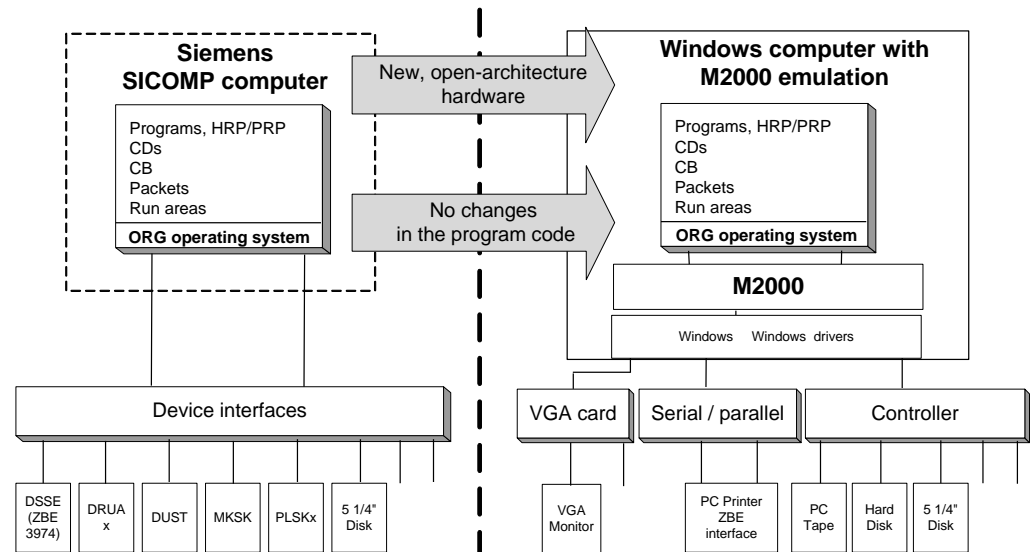 Siemens
SICOMP computer
Programs, HRP/PRP
CDs
CB
Packets
Run areas
ORG operating system
New, open-architecture
hardware
No changes
in the program code
Windows computer with
M2000 emulation
Programs, HRP/PRP
CDs
CB
Packets
Run areas
ORG operating system
M2000
Windows Windows drivers
Device interfaces
VGA card
Serial / parallel
Controller
DSSE
(ZBE
3974)
DRUA
x
DUST
MKSK
PLSKx
5 1/4"
Disk
VGA
Monitor
PC Printer
ZBE
interface
PC
Tape
Hard
Disk
5 1/4"
Disk